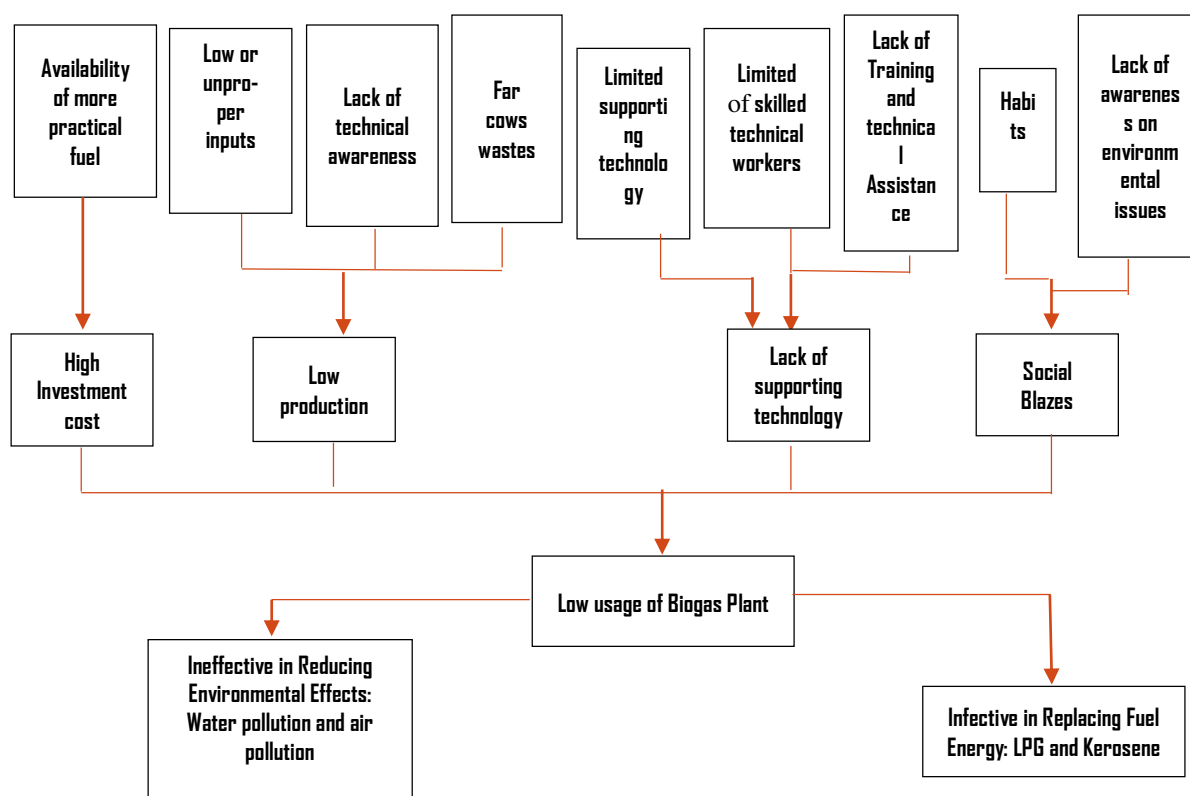 Availability
of more
practical
fuel
Low or
unpro-
per
inputs
Lack of
technical
awareness
Far
cows
wastes
Limited
supporti
ng
technolo
gy
Limited
of skilled
technical
workers
Lack of
Training
and
technica
l
Assistan
ce
Habi
ts
Lack of
awarenes
s on
environm
ental
issues
High
Investment
cost
Low
production
Lack of
supporting
technology
Social
Blazes
Low usage of Biogas Plant
Ineffective in Reducing
Environmental Effects:
Water pollution and air
pollution
Infective in Replacing Fuel
Energy: LPG and Kerosene